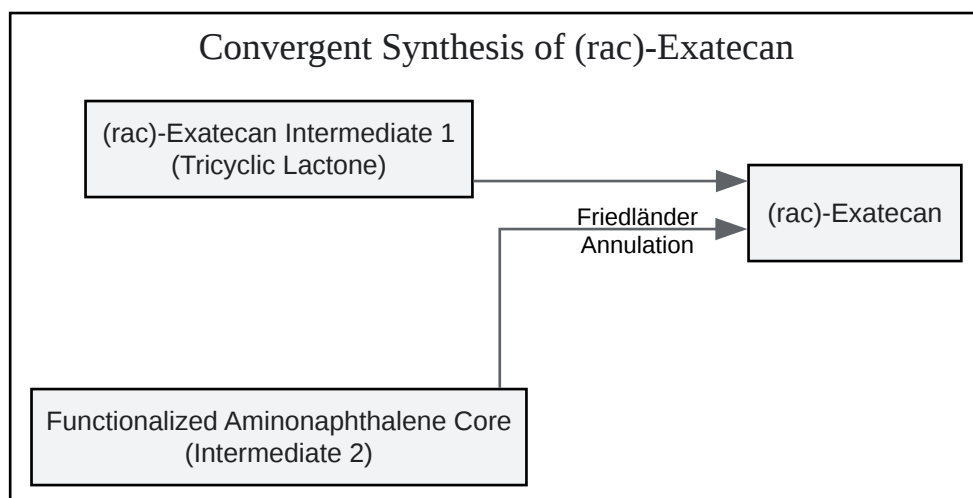 Convergent Synthesis of (rac)-Exatecan
(rac)-Exatecan Intermediate 1
(Tricyclic Lactone)
(rac)-Exatecan
Friedländer
Annulation
Functionalized Aminonaphthalene Core
(Intermediate 2)